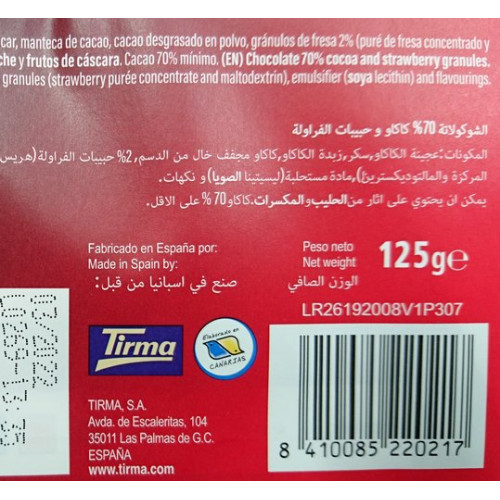 car, manteca de cacao, cacao desgrasado en polvo, gránulos de fresa 2% (puré de fresa concentrado y
che y frutos de cáscara. Cacao 70% mínimo. (EN) Chocolate 70% cocoa and strawberry granules.
granules (strawberry purée concentrate and maltodextrin), emulsifier (soya lecithin) and flavourings.
الشوكولاتة 70% كاكاو و حبيبات الفراولة
المكونات: عجينة الكاكاو,سكر, زبدة الكاكاو,كاكاو مجفف خال من الدسم, 2% حبيبات الفراولة (هريس
المركزة والمالتوديكسترين), مادة مستحلبة (ليسيتينا الصويا) و نكهات.
يمكن ان يحتوي على اثار من الحليب و المكسرات. كاكاو 70% على الاقل.
Fabricado en España por:
Made in Spain by:
صنع في اسبانيا من قبل:
Peso neto
Net weight
الوزن الصافي
125g℮
LR26192008V1P307
Tirma
Elaborado en
CANARIAS
TIRMA, S.A.
Avda. de Escaleritas, 104
35011 Las Palmas de G.C.
ESPAÑA
www.tirma.com
8 410085 220217